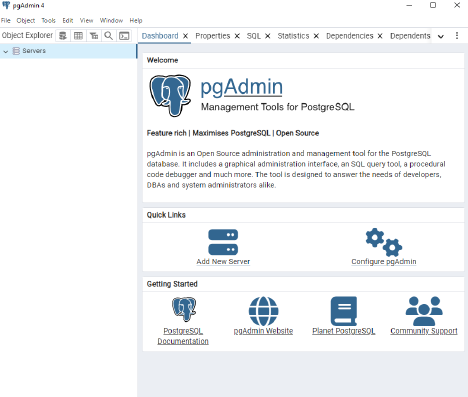 pgAdmin 4
File Object Tools Edit View Window Help
Object Explorer
Dashboard Properties SQL Statistics Dependencies Dependents
Servers
Welcome
pgAdmin
Management Tools for PostgreSQL
Feature rich | Maximises PostgreSQL | Open Source
pgAdmin is an Open Source administration and management tool for the PostgreSQL
database. It includes a graphical administration interface, an SQL query tool, a procedural
code debugger and much more. The tool is designed to answer the needs of developers,
DBAs and system administrators alike.
Quick Links
Add New Server
Configure pgAdmin
Getting Started
PostgreSQL
Documentation
pgAdmin Website
Planet PostgreSQL
Community Support